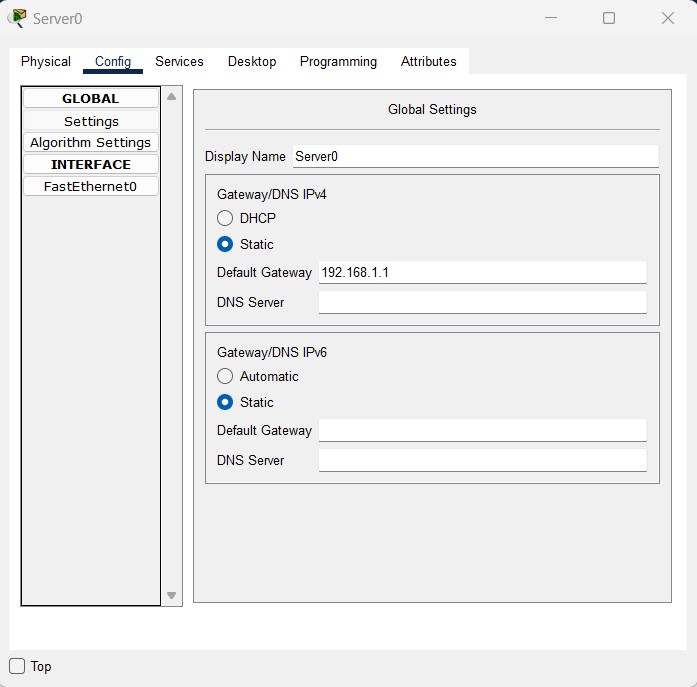 Server0
Physical Config Services Desktop Programming Attributes
GLOBAL
Settings
Algorithm Settings
INTERFACE
FastEthernet0
Global Settings
Display Name Server0
Gateway/DNS IPv4
DHCP
Static
Default Gateway 192.168.1.1
DNS Server
Gateway/DNS IPv6
Automatic
Static
Default Gateway
DNS Server
Top